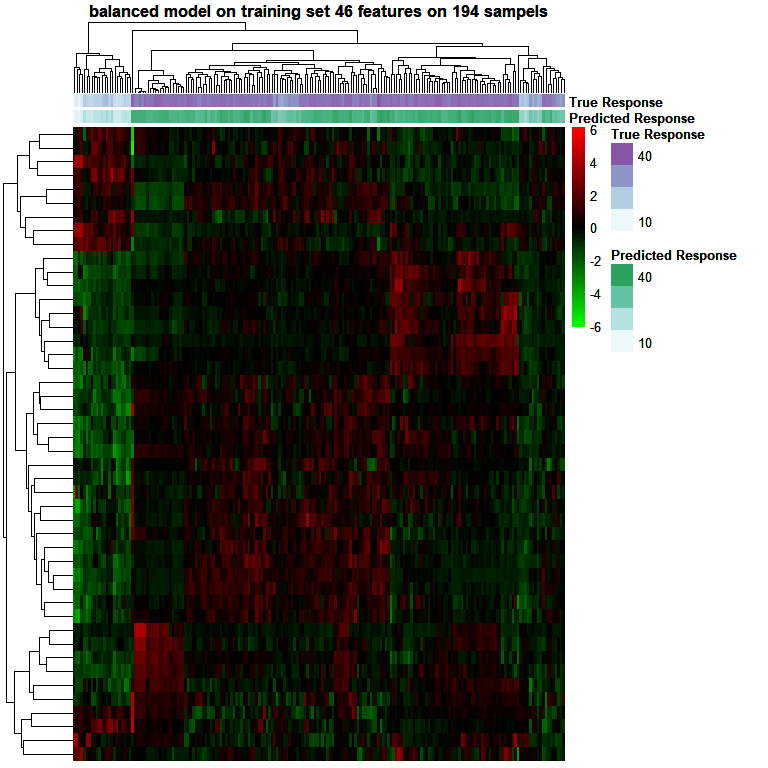 balanced model on training set 46 features on 194 sampels
True Response
Predicted Response
6
4
2
0
-2
-4
-6
True Response
40
10
Predicted Response
40
10